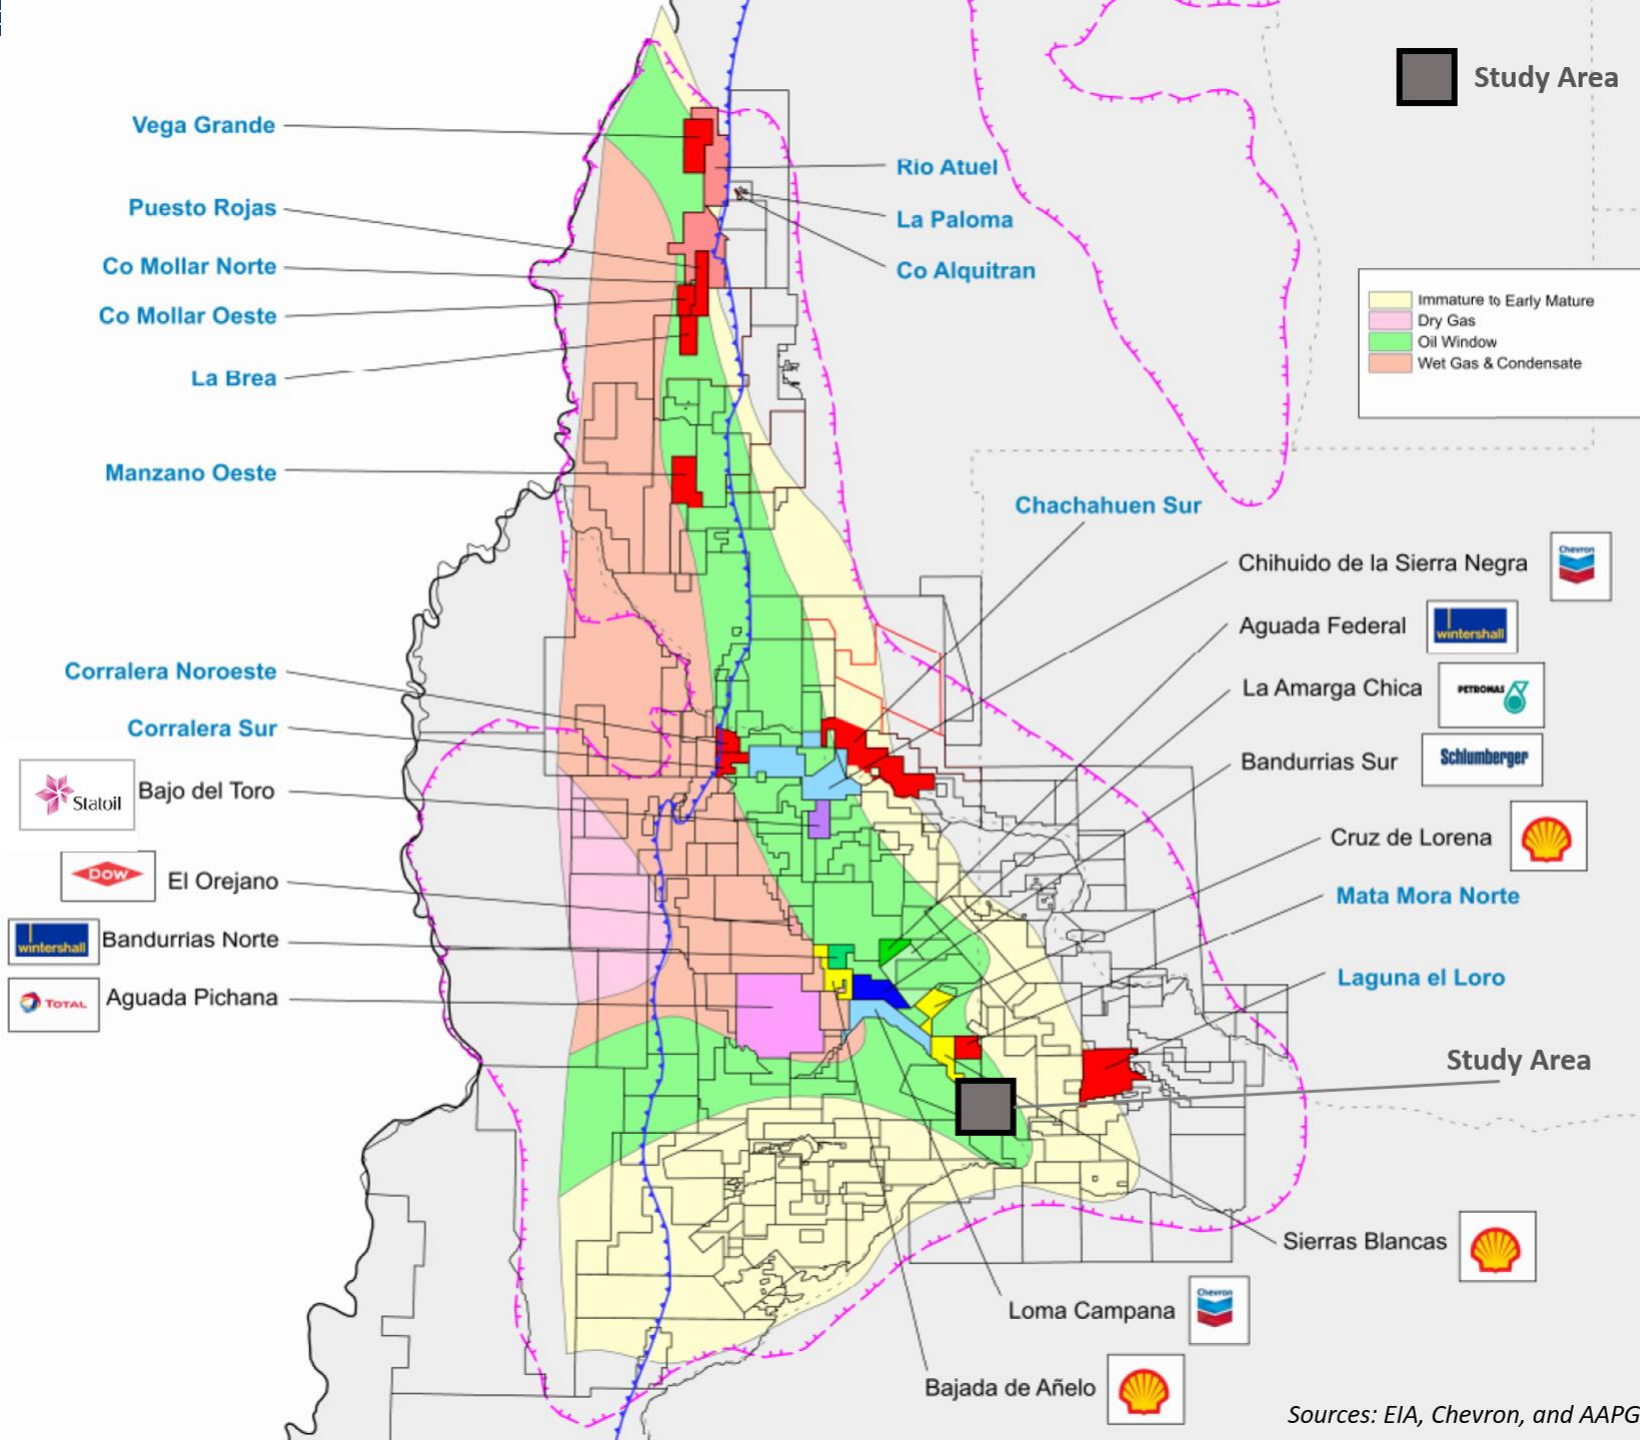 Study Area
Vega Grande
Rio Atuel
Puesto Rojas
La Paloma
Co Mollar Norte
Co Alquitran
Co Mollar Oeste
La Brea
Immature to Early Mature
Dry Gas
Oil Window
Wet Gas & Condensate
Manzano Oeste
Chachahuen Sur
Chihuido de la Sierra Negra
Chevron
Aguada Federal
wintershall
Corralera Noroeste
La Amarga Chica
PETRONAS
Corralera Sur
Bandurrias Sur
Schlumberger
Statoil
Bajo del Toro
Cruz de Lorena
DOW
El Orejano
Mata Mora Norte
wintershall
Bandurrias Norte
Laguna el Loro
TOTAL
Aguada Pichana
Study Area
Sierras Blancas
Loma Campana
Chevron
Bajada de Añelo
Sources: EIA, Chevron, and AAPG